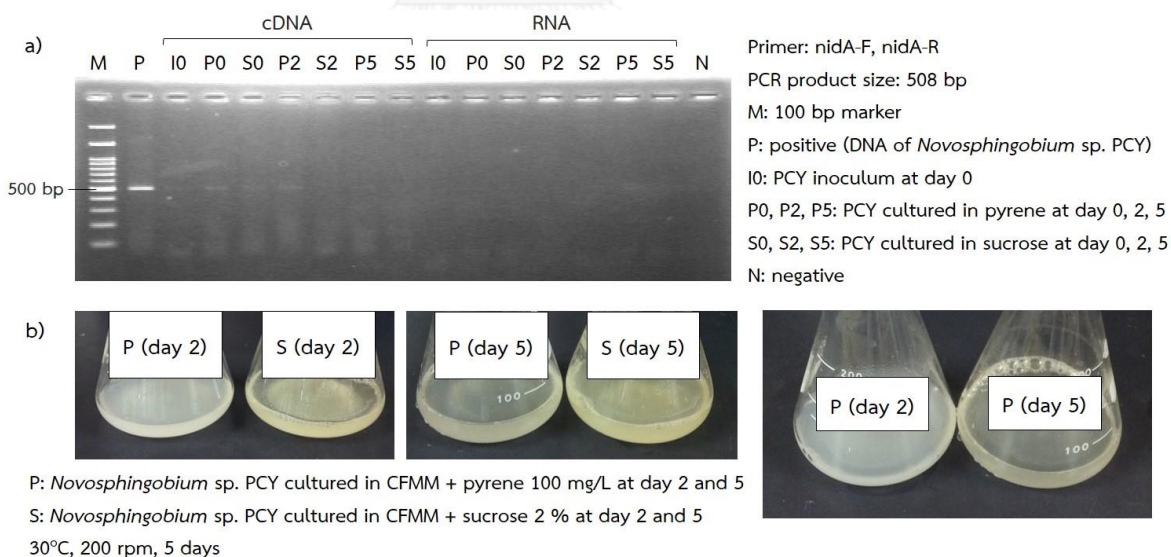 a)
cDNA RNA
M P I0 P0 S0 P2 S2 P5 S5 I0 P0 S0 P2 S2 P5 S5 N
500 bp
Primer: nidA-F, nidA-R
PCR product size: 508 bp
M: 100 bp marker
P: positive (DNA of Novosphingobium sp. PCY)
I0: PCY inoculum at day 0
P0, P2, P5: PCY cultured in pyrene at day 0, 2, 5
S0, S2, S5: PCY cultured in sucrose at day 0, 2, 5
N: negative
b)
P (day 2) S (day 2) P (day 5) S (day 5) P (day 2) P (day 5)
100
200
100
P: Novosphingobium sp. PCY cultured in CFMM + pyrene 100 mg/L at day 2 and 5
S: Novosphingobium sp. PCY cultured in CFMM + sucrose 2 % at day 2 and 5
30°C, 200 rpm, 5 days